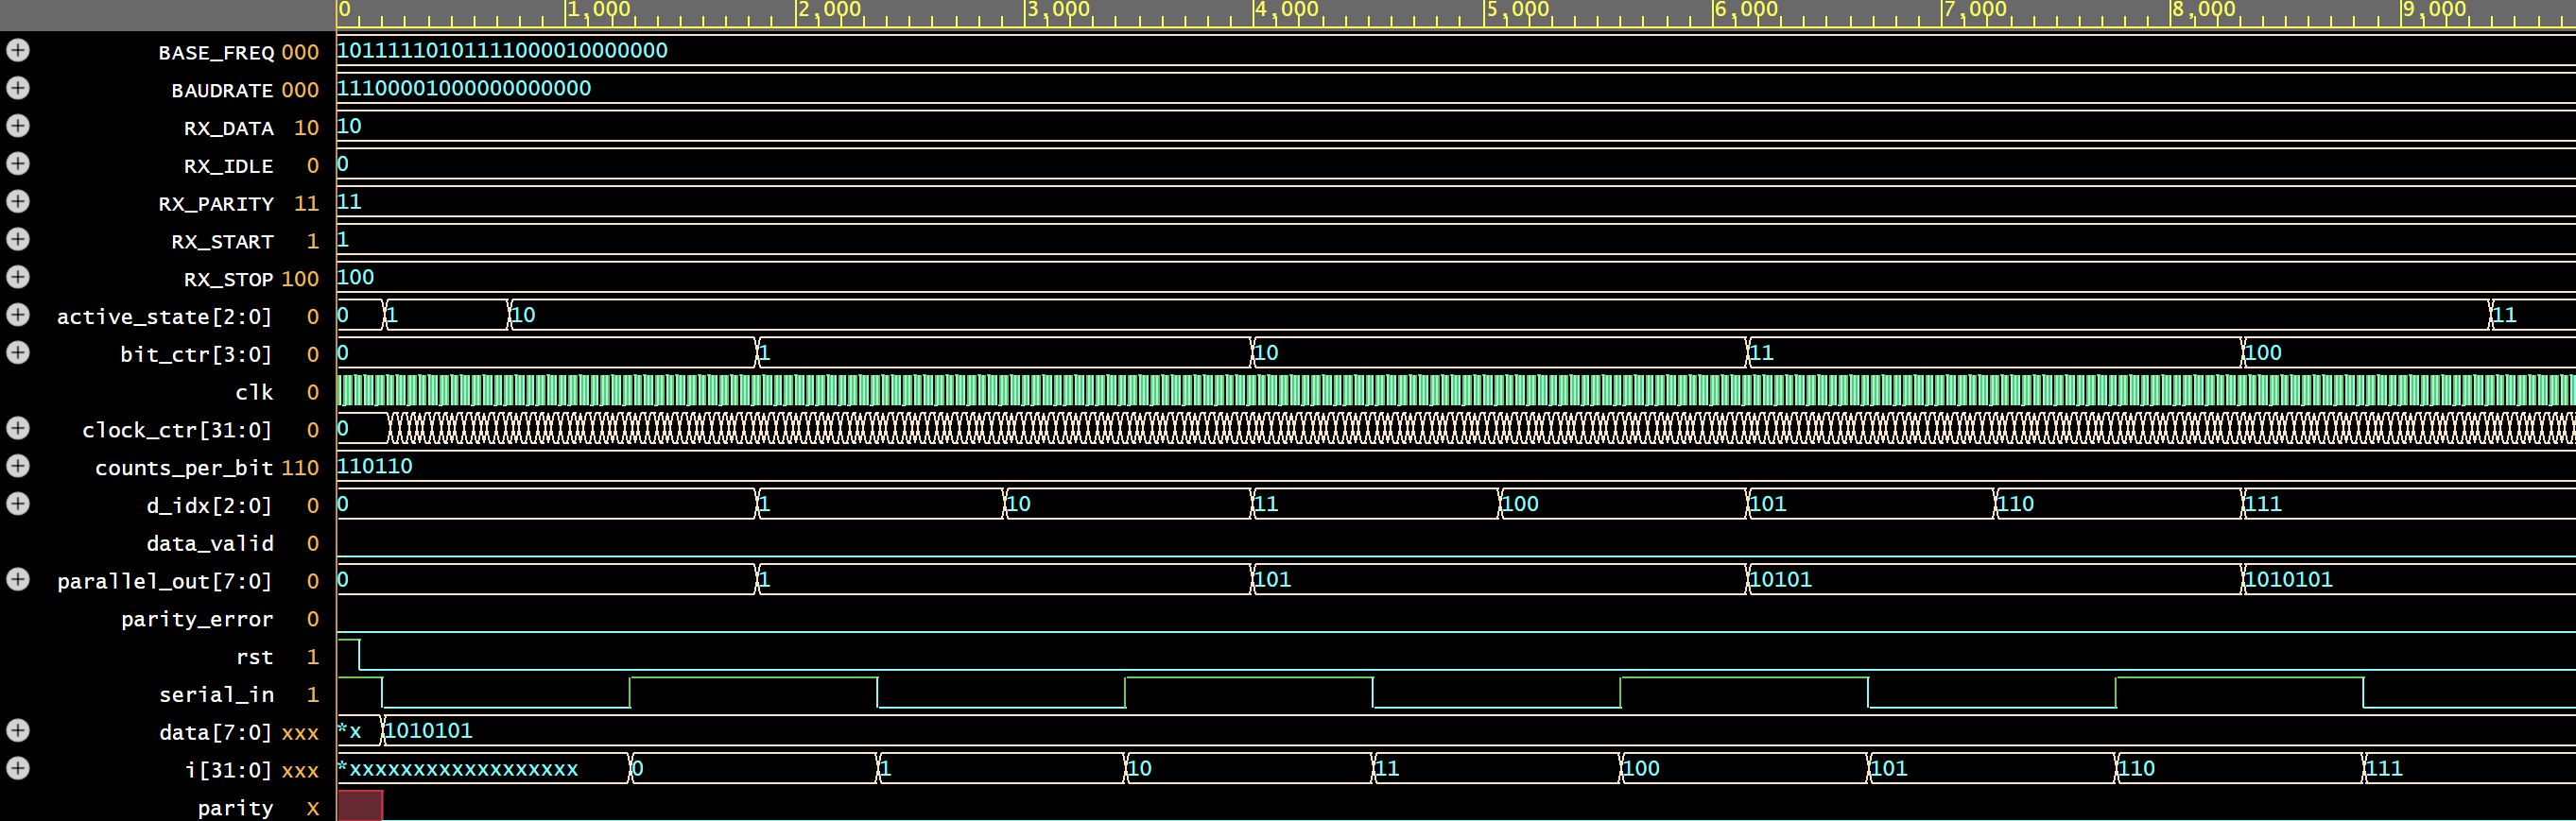 0 1,000 2,000 3,000 4,000 5,000 6,000 7,000 8,000 9,000
BASE_FREQ 000 10111110101111000010000000
BAUDRATE 000 11100001000000000000
RX_DATA 10 10
RX_IDLE 0 0
RX_PARITY 11 11
RX_START 1 1
RX_STOP 100 100
active_state[2:0] 0 0 1 10 11
bit_ctr[3:0] 0 0 1 10 11 100
clk 0
clock_ctr[31:0] 0 0
counts_per_bit 110 110110
d_idx[2:0] 0 0 1 10 11 100 101 110 111
data_valid 0
parallel_out[7:0] 0 0 1 101 10101 1010101
parity_error 0
rst 1
serial_in 1
data[7:0] xxx *x 1010101
i[31:0] xxx *xxxxxxxxxxxxxxxxxx 0 1 10 11 100 101 110 111
parity X